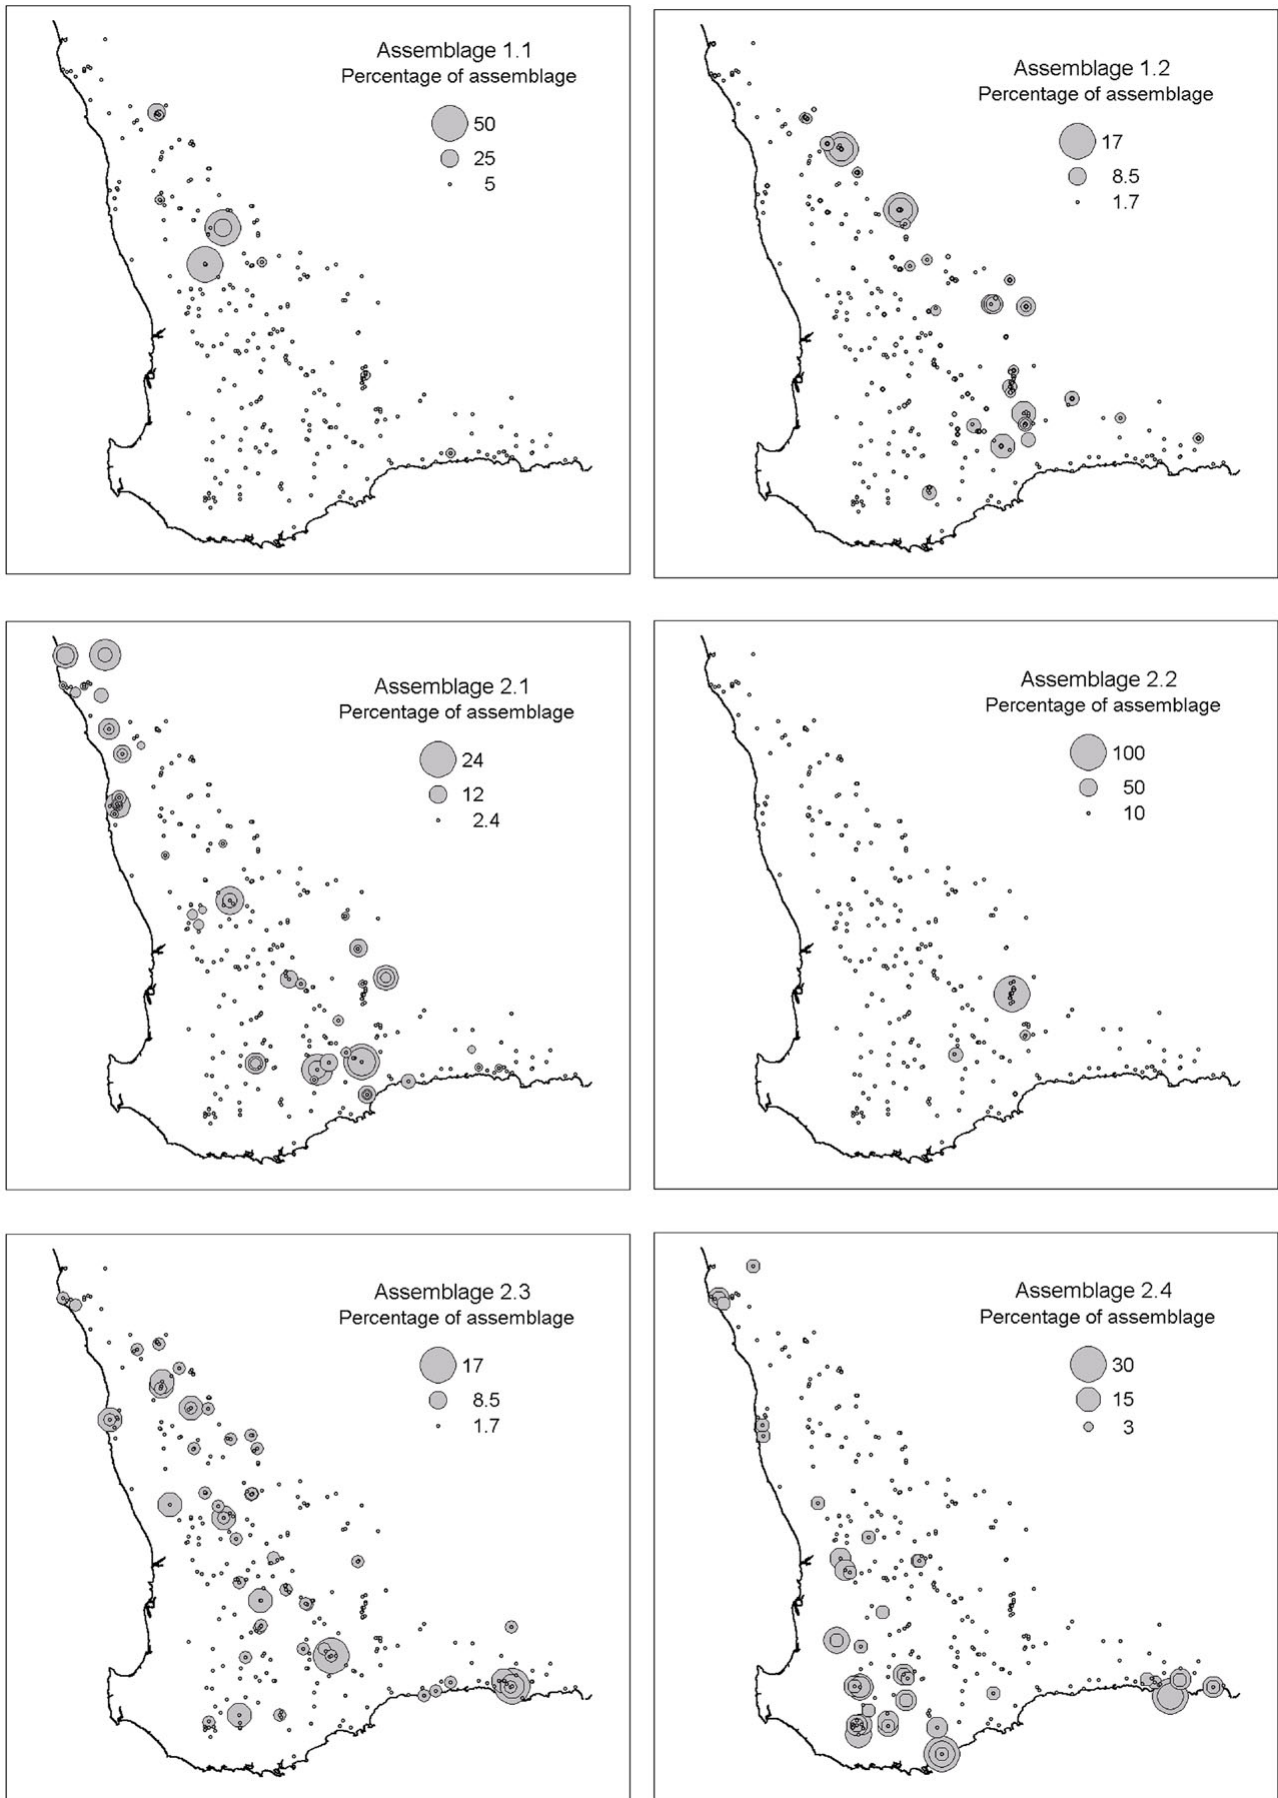 Assemblage 1.1
Percentage of assemblage
50
25
5
Assemblage 1.2
Percentage of assemblage
17
8.5
1.7
Assemblage 2.1
Percentage of assemblage
24
12
2.4
Assemblage 2.2
Percentage of assemblage
100
50
10
Assemblage 2.3
Percentage of assemblage
17
8.5
1.7
Assemblage 2.4
Percentage of assemblage
30
15
3